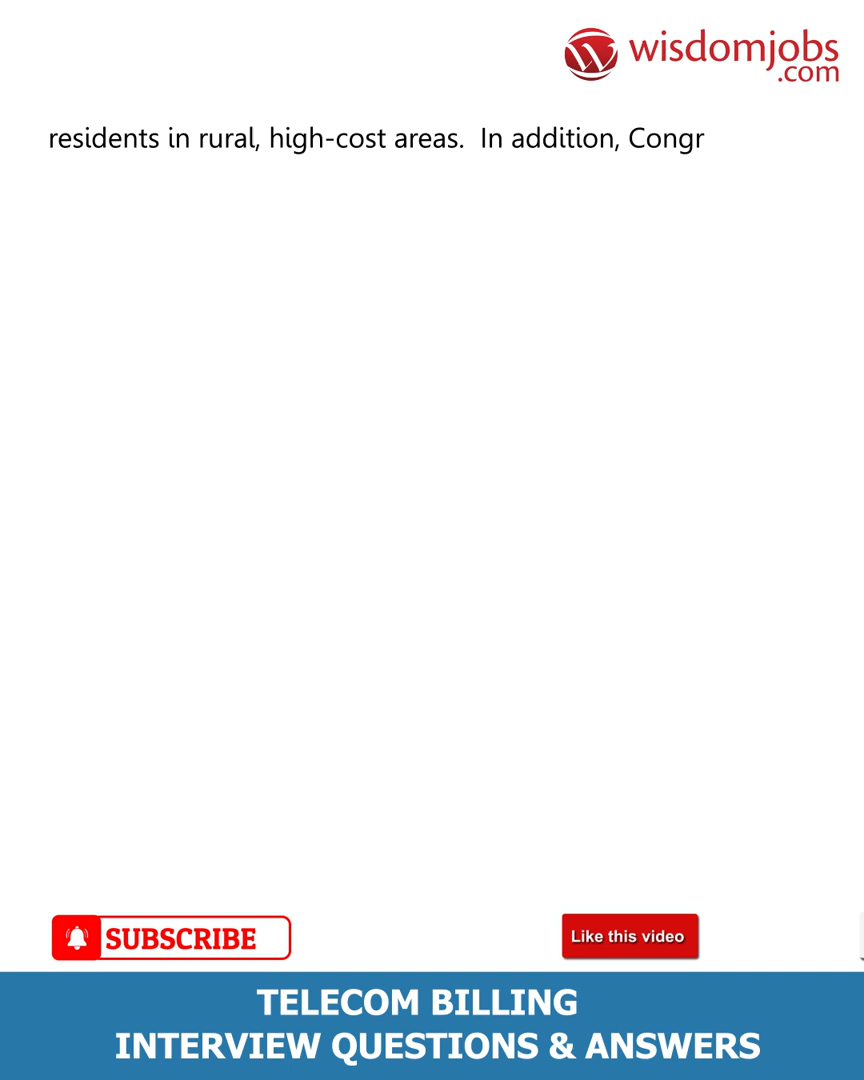 wisdomjobs
.com
residents in rural, high-cost areas.  In addition, Congr
SUBSCRIBE
Like this video
TELECOM BILLING
INTERVIEW QUESTIONS & ANSWERS